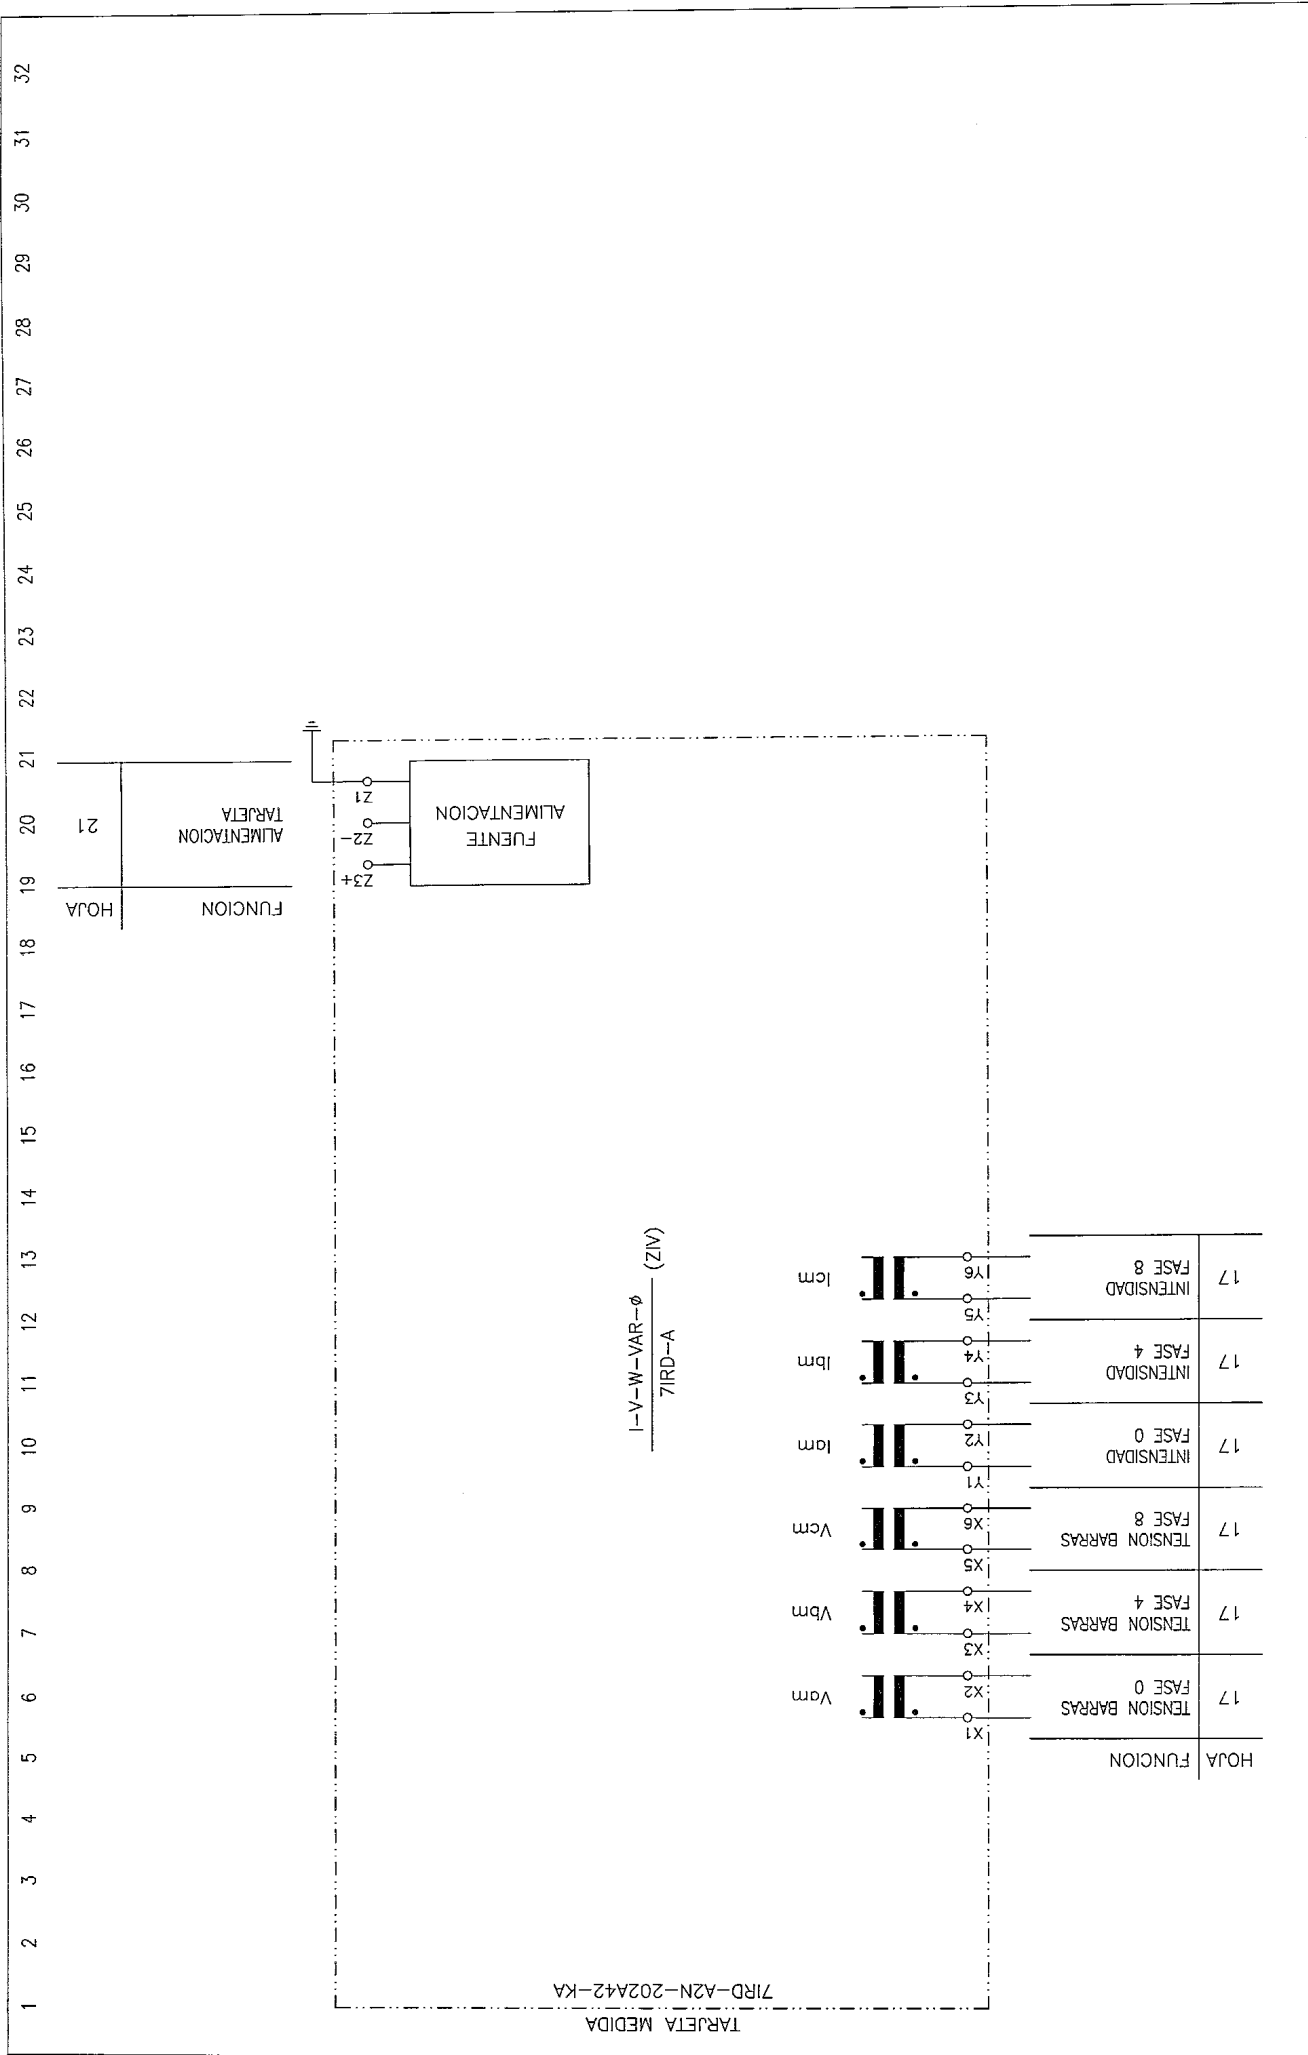 TARJETA MEDIDA
7IRD-A2N-202A42-KA
HOJA FUNCION
17 TENSION BARRAS
FASE 0
X1
X2
Vam
17 TENSION BARRAS
FASE 4
X3
X4
Vbm
17 TENSION BARRAS
FASE 8
X5
X6
Vcm
17 INTENSIDAD
FASE 0
Y1
Y2
Iam
17 INTENSIDAD
FASE 4
Y3
Y4
Ibm
17 INTENSIDAD
FASE 8
Y5
Y6
Icm
I-V-W-VAR-ø
7IRD-A
(ZIV)
FUENTE
ALIMENTACION
Z3+
Z2-
Z1
FUNCION HOJA
ALIMENTACION
TARJETA
21
1
2
3
4
5
6
7
8
9
10
11
12
13
14
15
16
17
18
19
20
21
22
23
24
25
26
27
28
29
30
31
32